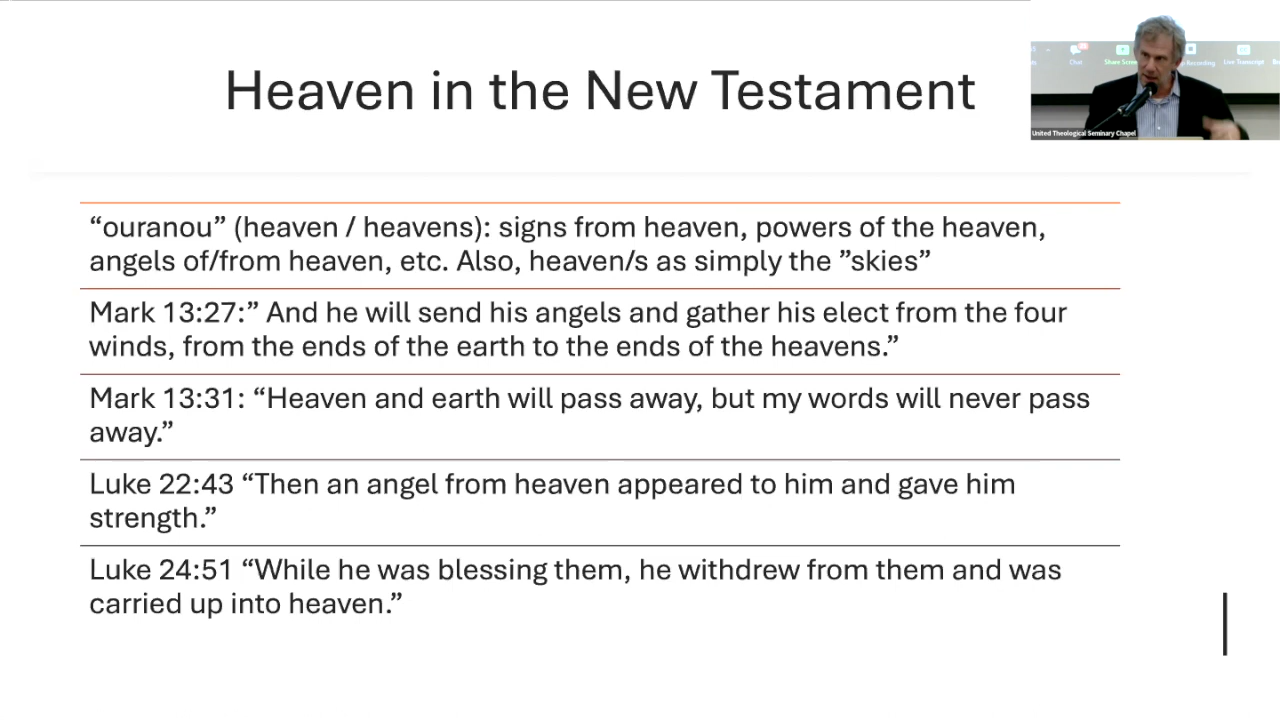 Heaven in the New Testament
Chat
Share Screen
Recording
Live Transcript
United Theological Seminary Chapel
“ouranou” (heaven / heavens): signs from heaven, powers of the heaven,
angels of/from heaven, etc. Also, heaven/s as simply the ”skies”
Mark 13:27:” And he will send his angels and gather his elect from the four
winds, from the ends of the earth to the ends of the heavens.”
Mark 13:31: “Heaven and earth will pass away, but my words will never pass
away.”
Luke 22:43 “Then an angel from heaven appeared to him and gave him
strength.”
Luke 24:51 “While he was blessing them, he withdrew from them and was
carried up into heaven.”